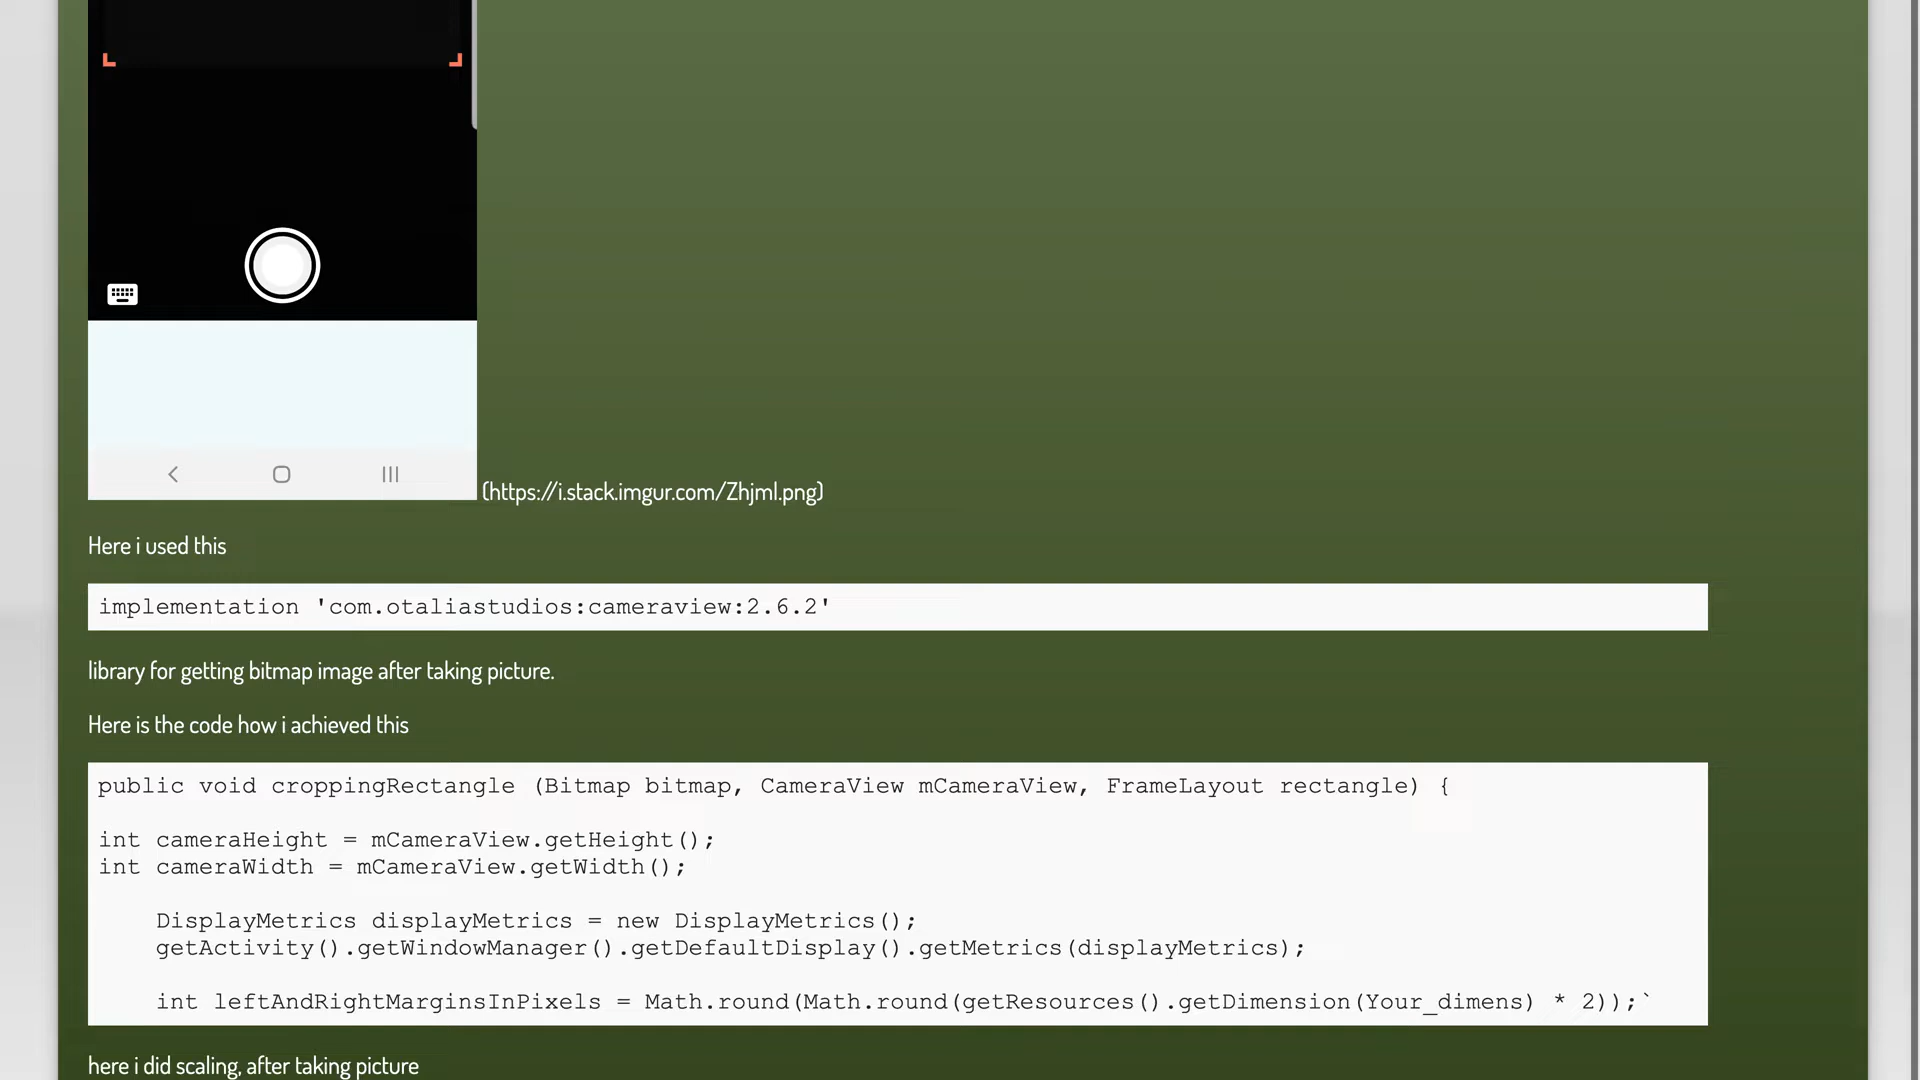 (https://i.stack.imgur.com/Zhjml.png)
Here i used this
implementation 'com.otaliastudios:cameraview:2.6.2'
library for getting bitmap image after taking picture.
Here is the code how i achieved this
public void croppingRectangle (Bitmap bitmap, CameraView mCameraView, FrameLayout rectangle) {
int cameraHeight = mCameraView.getHeight();
int cameraWidth = mCameraView.getWidth();
DisplayMetrics displayMetrics = new DisplayMetrics();
getActivity().getWindowManager().getDefaultDisplay().getMetrics(displayMetrics);
int leftAndRightMarginsInPixels = Math.round(Math.round(getResources().getDimension(Your_dimens) * 2));`
here i did scaling, after taking picture